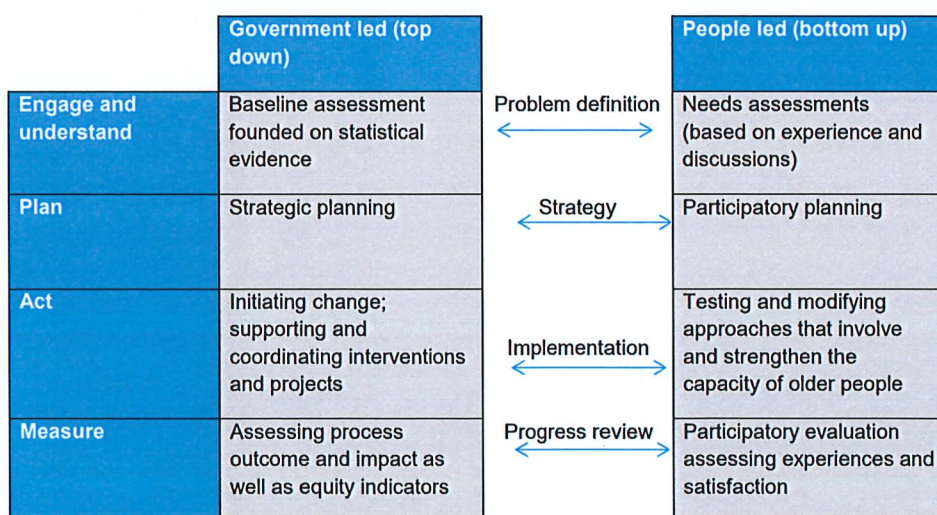 Government led (top
down)
People led (bottom up)
Engage and
understand
Baseline assessment
founded on statistical
evidence
Problem definition
Needs assessments
(based on experience and
discussions)
Plan
Strategic planning
Strategy
Participatory planning
Act
Initiating change;
supporting and
coordinating interventions
and projects
Implementation
Testing and modifying
approaches that involve
and strengthen the
capacity of older people
Measure
Assessing process
outcome and impact as
well as equity indicators
Progress review
Participatory evaluation
assessing experiences and
satisfaction